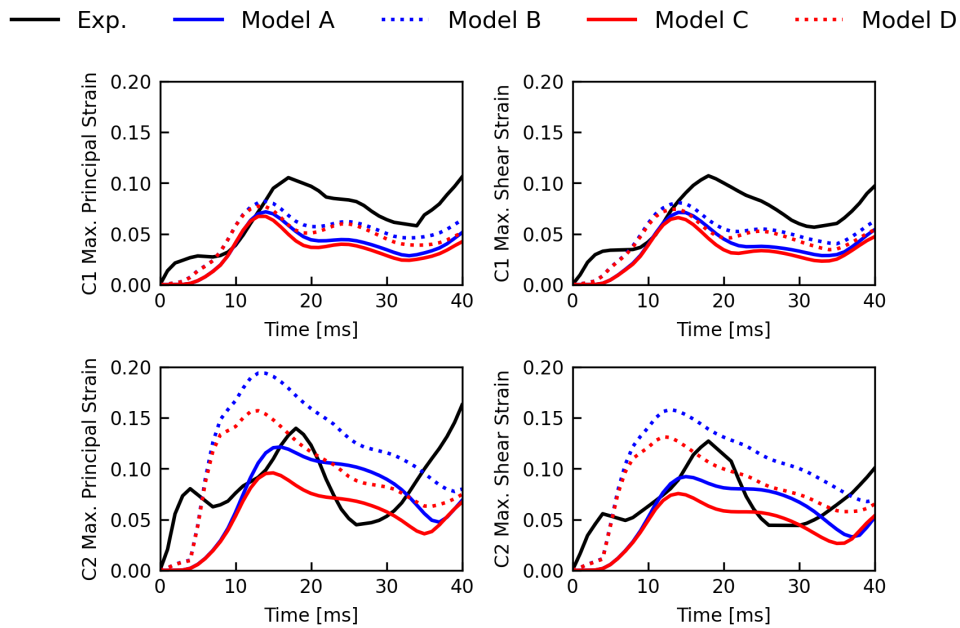 Exp. Model A Model B Model C Model D
C1 Max. Principal Strain
0.20
0.15
0.10
0.05
0.00
0 10 20 30 40
Time [ms]
C1 Max. Shear Strain
0.20
0.15
0.10
0.05
0.00
0 10 20 30 40
Time [ms]
C2 Max. Principal Strain
0.20
0.15
0.10
0.05
0.00
0 10 20 30 40
Time [ms]
C2 Max. Shear Strain
0.20
0.15
0.10
0.05
0.00
0 10 20 30 40
Time [ms]